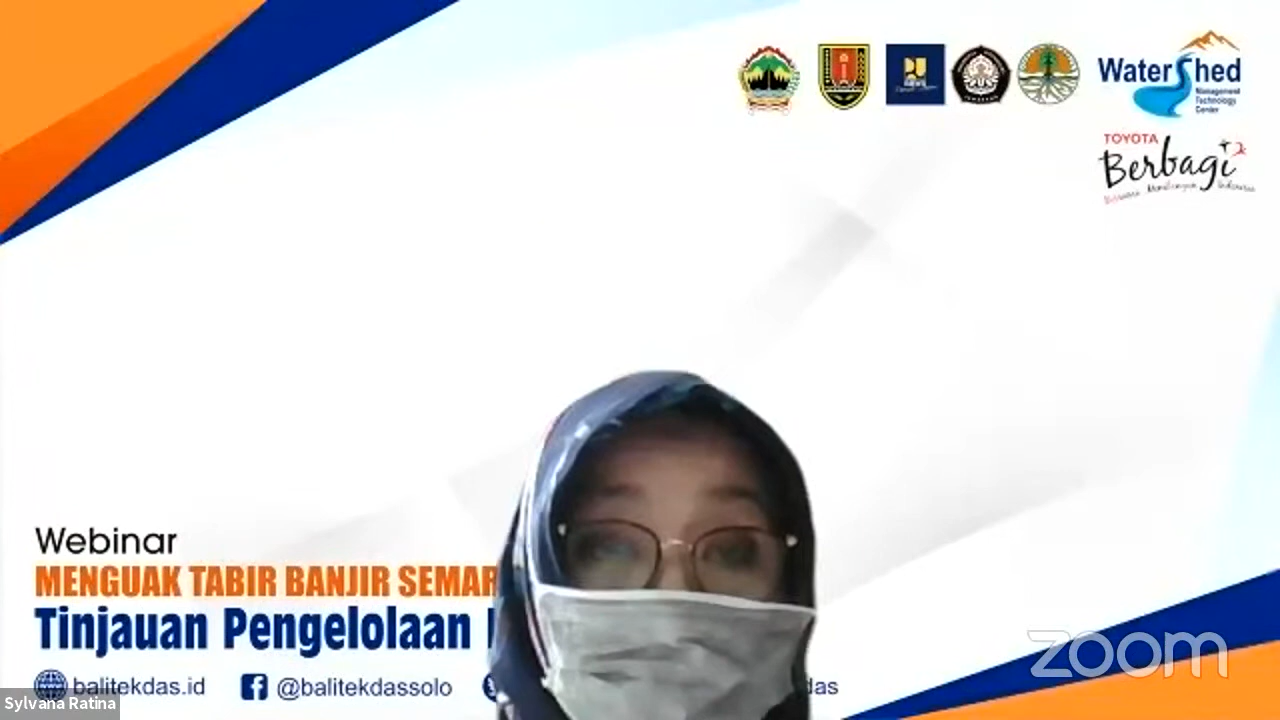 WaterShed
Management
Technology
Center
TOYOTA
Berbagi
Webinar
MENGUAK TABIR BANJIR SEMAR
Tinjauan Pengelolaan
balitekdas.id
@balitekdassolo
das
Sylvana Ratina
zoom